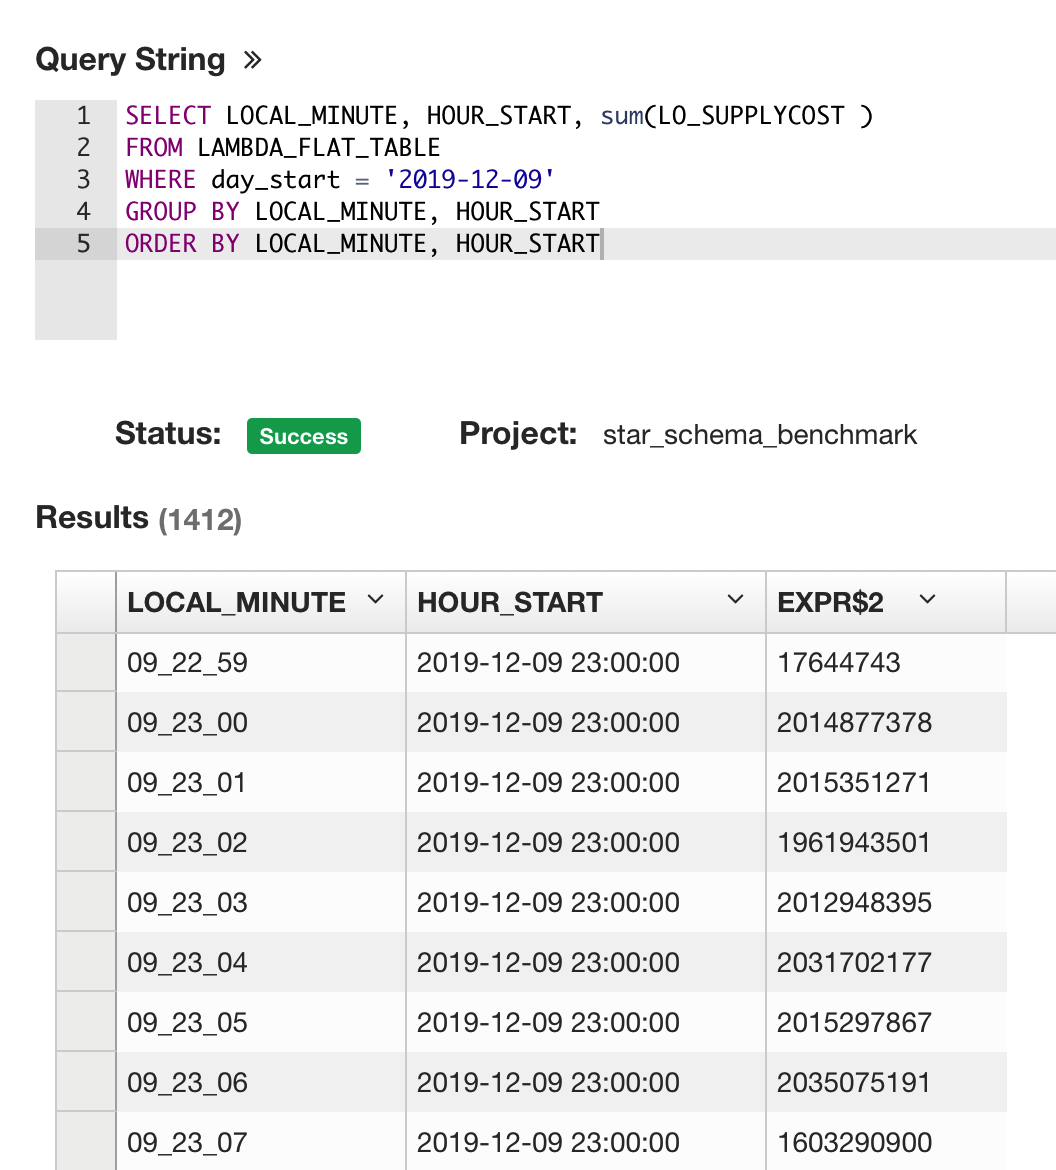 Query String »
1 SELECT LOCAL_MINUTE, HOUR_START, sum(LO_SUPPLYCOST )
2 FROM LAMBDA_FLAT_TABLE
3 WHERE day_start = '2019-12-09'
4 GROUP BY LOCAL_MINUTE, HOUR_START
5 ORDER BY LOCAL_MINUTE, HOUR_START
Status: Success Project: star_schema_benchmark
Results (1412)
LOCAL_MINUTE HOUR_START EXPR$2
09_22_59 2019-12-09 23:00:00 17644743
09_23_00 2019-12-09 23:00:00 2014877378
09_23_01 2019-12-09 23:00:00 2015351271
09_23_02 2019-12-09 23:00:00 1961943501
09_23_03 2019-12-09 23:00:00 2012948395
09_23_04 2019-12-09 23:00:00 2031702177
09_23_05 2019-12-09 23:00:00 2015297867
09_23_06 2019-12-09 23:00:00 2035075191
09_23_07 2019-12-09 23:00:00 1603290900